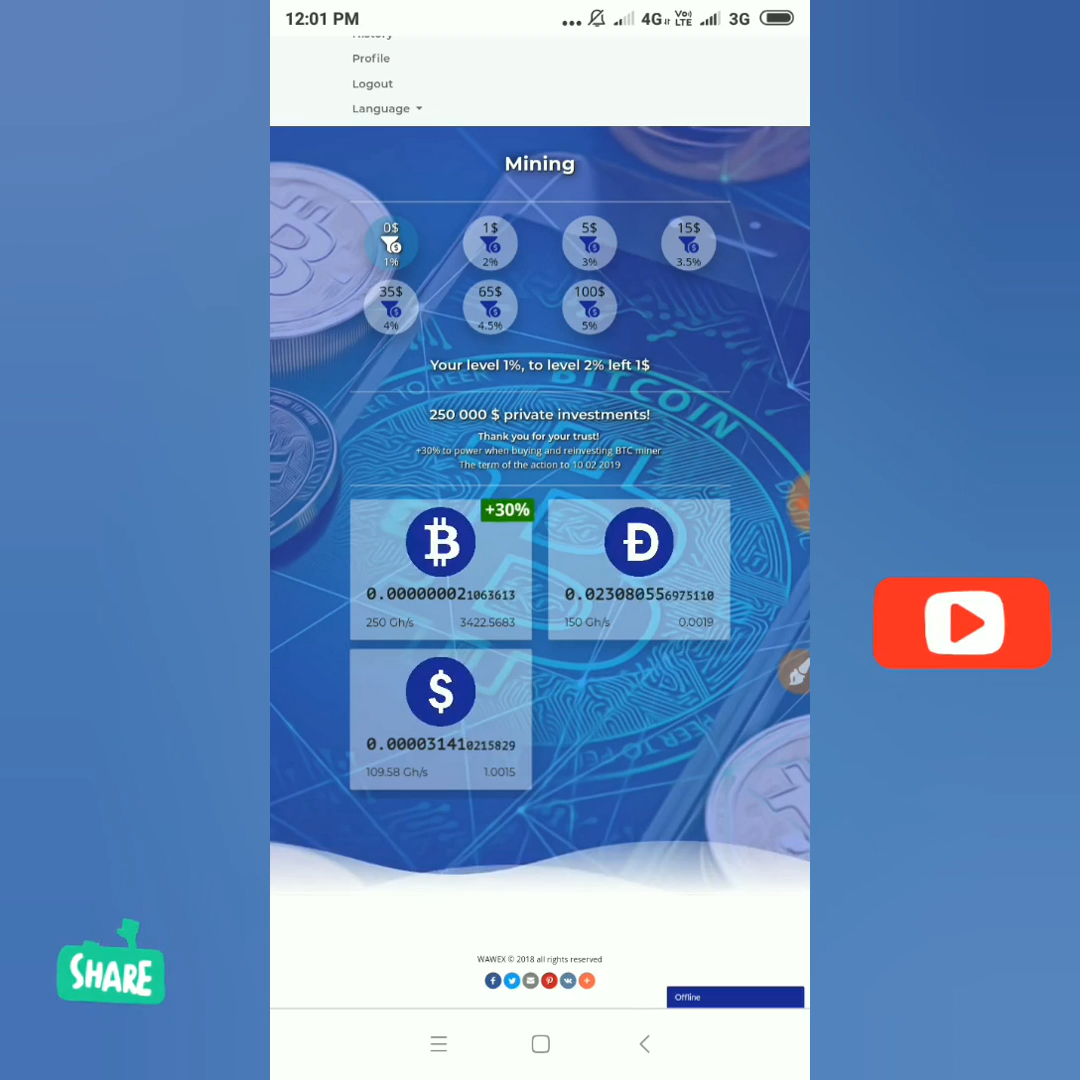 12:01 PM
4G
Vo)
LTE
3G
History
Profile
Logout
Language
Mining
0$
1%
1$
2%
5$
3%
15$
3.5%
35$
4%
65$
4.5%
100$
5%
Your level 1%, to level 2% left 1$
BITCOIN
250 000 $ private investments!
Thank you for your trust!
+30% to power when buying and reinvesting BTC miner
The term of the action to 10 02 2019
+30%
0.000000021063613
250 Gh/s 3422.5683
0.023080556975110
150 Gh/s 0.0019
0.000031410215829
109.58 Gh/s 1.0015
SHARE
WAWEX © 2018 all rights reserved
Offline